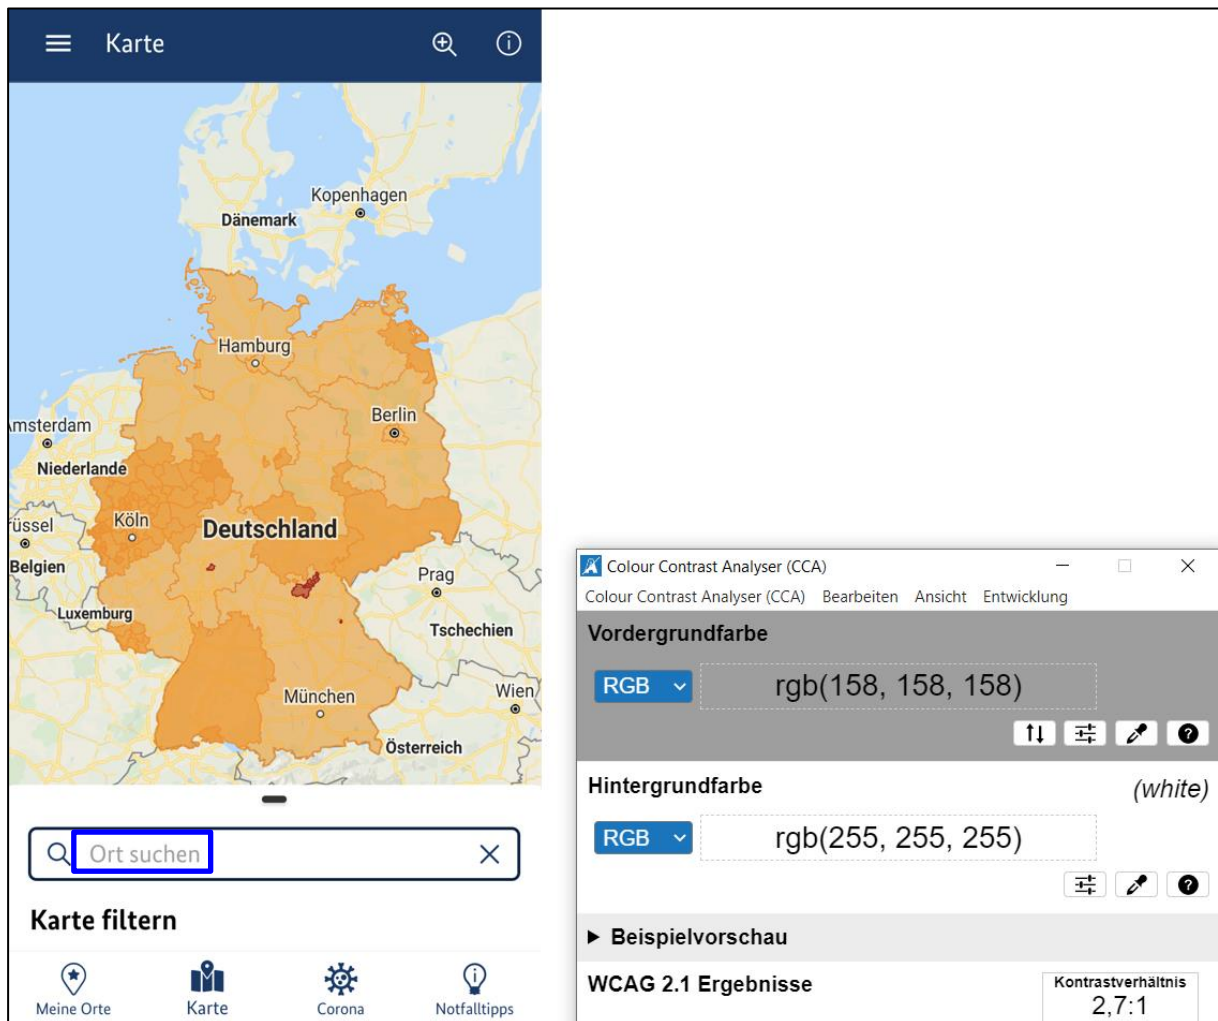 Karte
Kopenhagen
Dänemark
Hamburg
Berlin
msterdam
Niederlande
Köln
Deutschland
üssel
Belgien
Prag
Luxemburg
Tschechien
München
Wien
Österreich
Ort suchen
Karte filtern
Meine Orte
Karte
Corona
Notfalltipps
Colour Contrast Analyser (CCA)
Colour Contrast Analyser (CCA) Bearbeiten Ansicht Entwicklung
Vordergrundfarbe
RGB
rgb(158, 158, 158)
Hintergrundfarbe
(white)
RGB
rgb(255, 255, 255)
Beispielvorschau
WCAG 2.1 Ergebnisse
Kontrastverhältnis
2,7:1